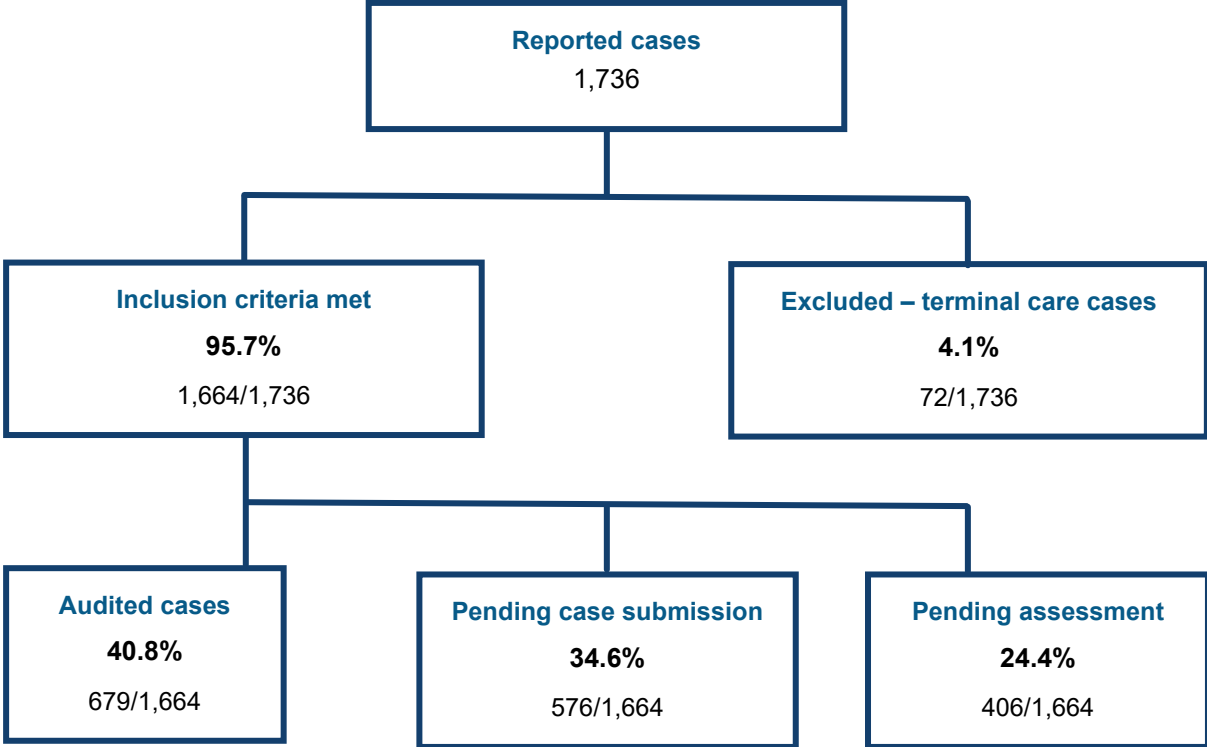 Reported cases
1,736
Inclusion criteria met
95.7%
1,664/1,736
Excluded – terminal care cases
4.1%
72/1,736
Audited cases
40.8%
679/1,664
Pending case submission
34.6%
576/1,664
Pending assessment
24.4%
406/1,664